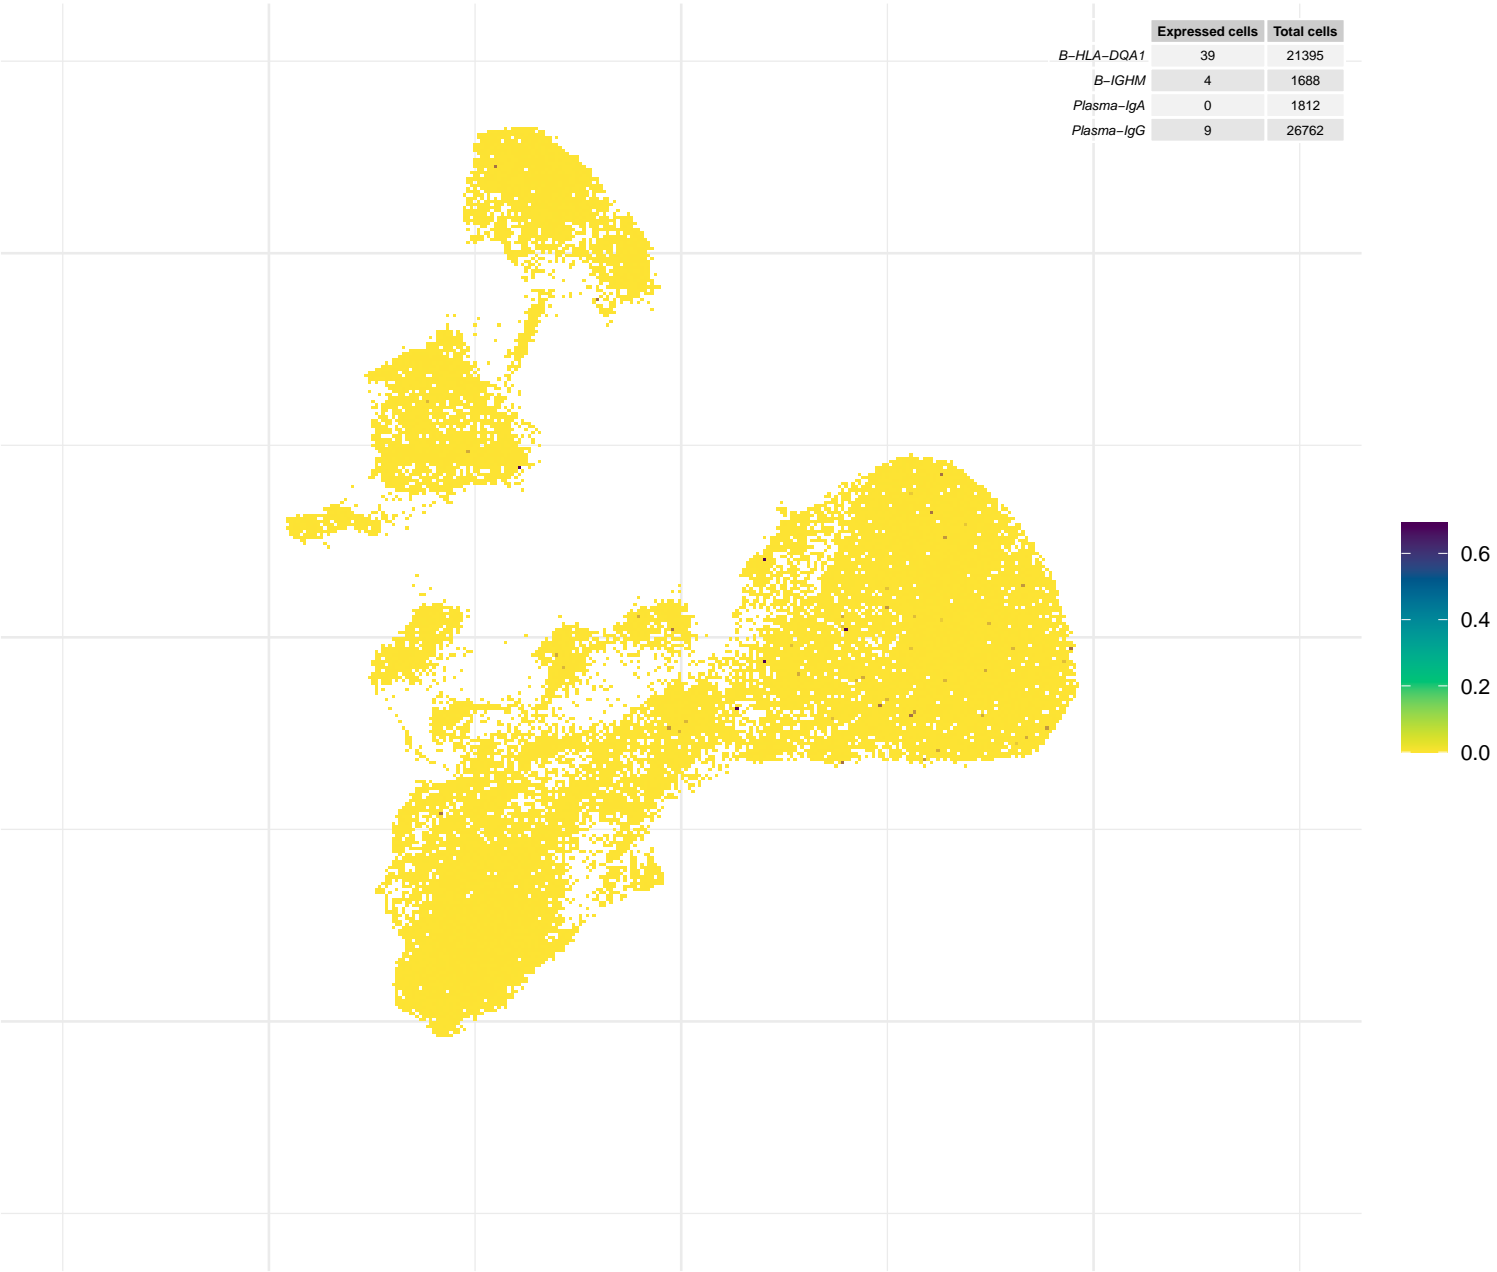 Expressed cells Total cells
B−HLA−DQA1 39 21395
B−IGHM 4 1688
Plasma−IgA 0 1812
Plasma−IgG 9 26762
0.6
0.4
0.2
0.0